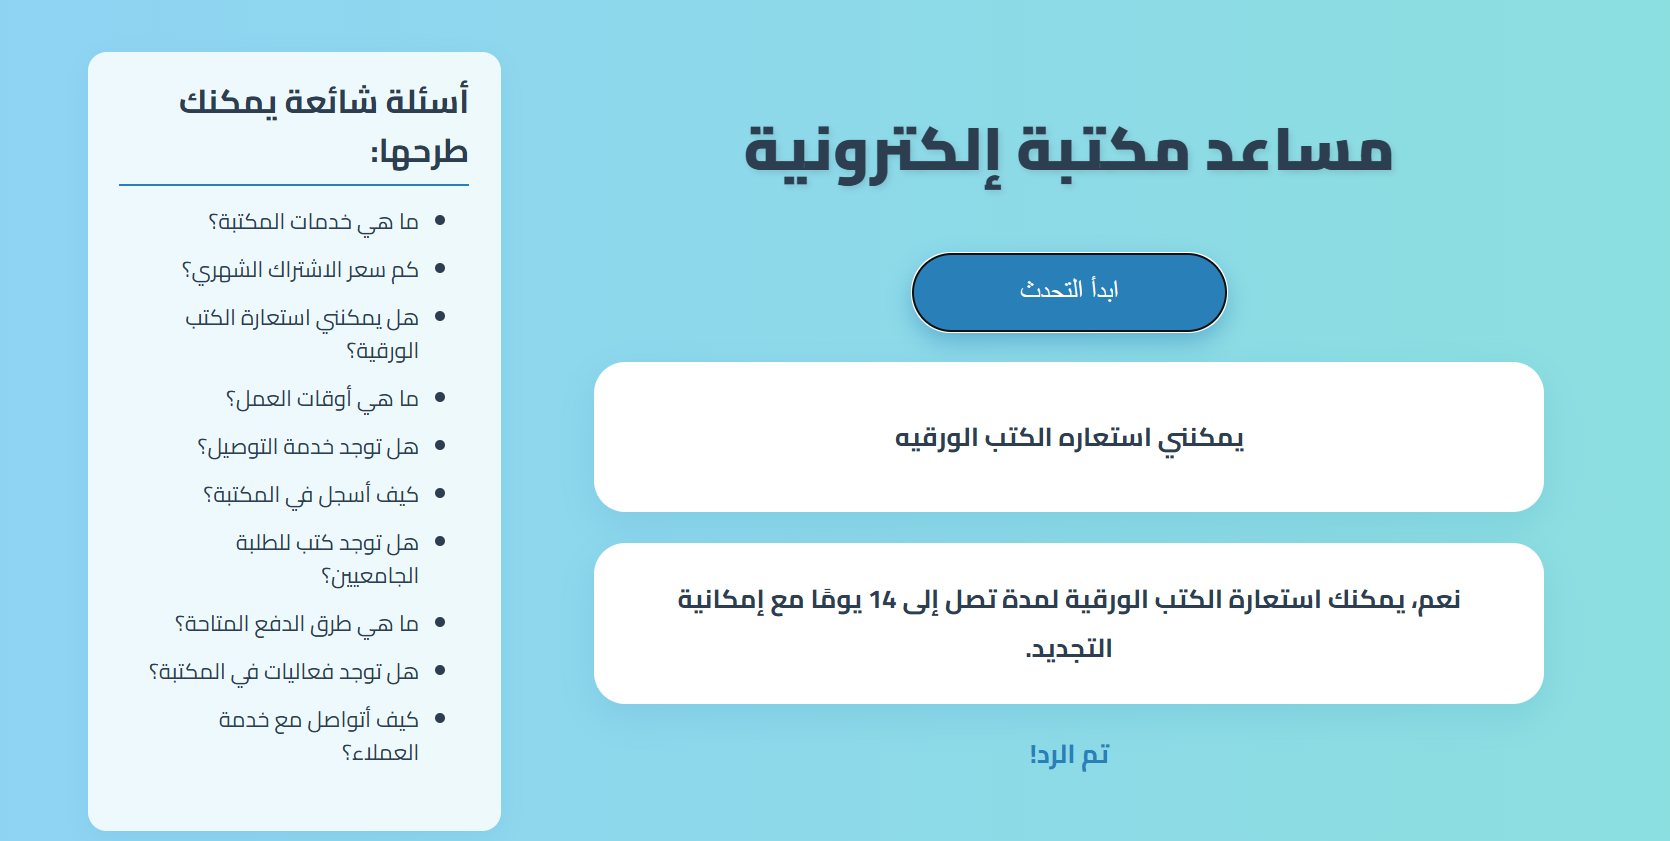 مساعد مكتبة إلكترونية
ابدأ التحدث
يمكنني استعاره الكتب الورقيه
نعم، يمكنك استعارة الكتب الورقية لمدة تصل إلى 14 يومًا مع إمكانية
التجديد.
تم الرد!
أسئلة شائعة يمكنك
طرحها:
ما هي خدمات المكتبة؟
كم سعر الاشتراك الشهري؟
هل يمكنني استعارة الكتب
الورقية؟
ما هي أوقات العمل؟
هل توجد خدمة التوصيل؟
كيف أسجل في المكتبة؟
هل توجد كتب للطلبة
الجامعيين؟
ما هي طرق الدفع المتاحة؟
هل توجد فعاليات في المكتبة؟
كيف أتواصل مع خدمة
العملاء؟